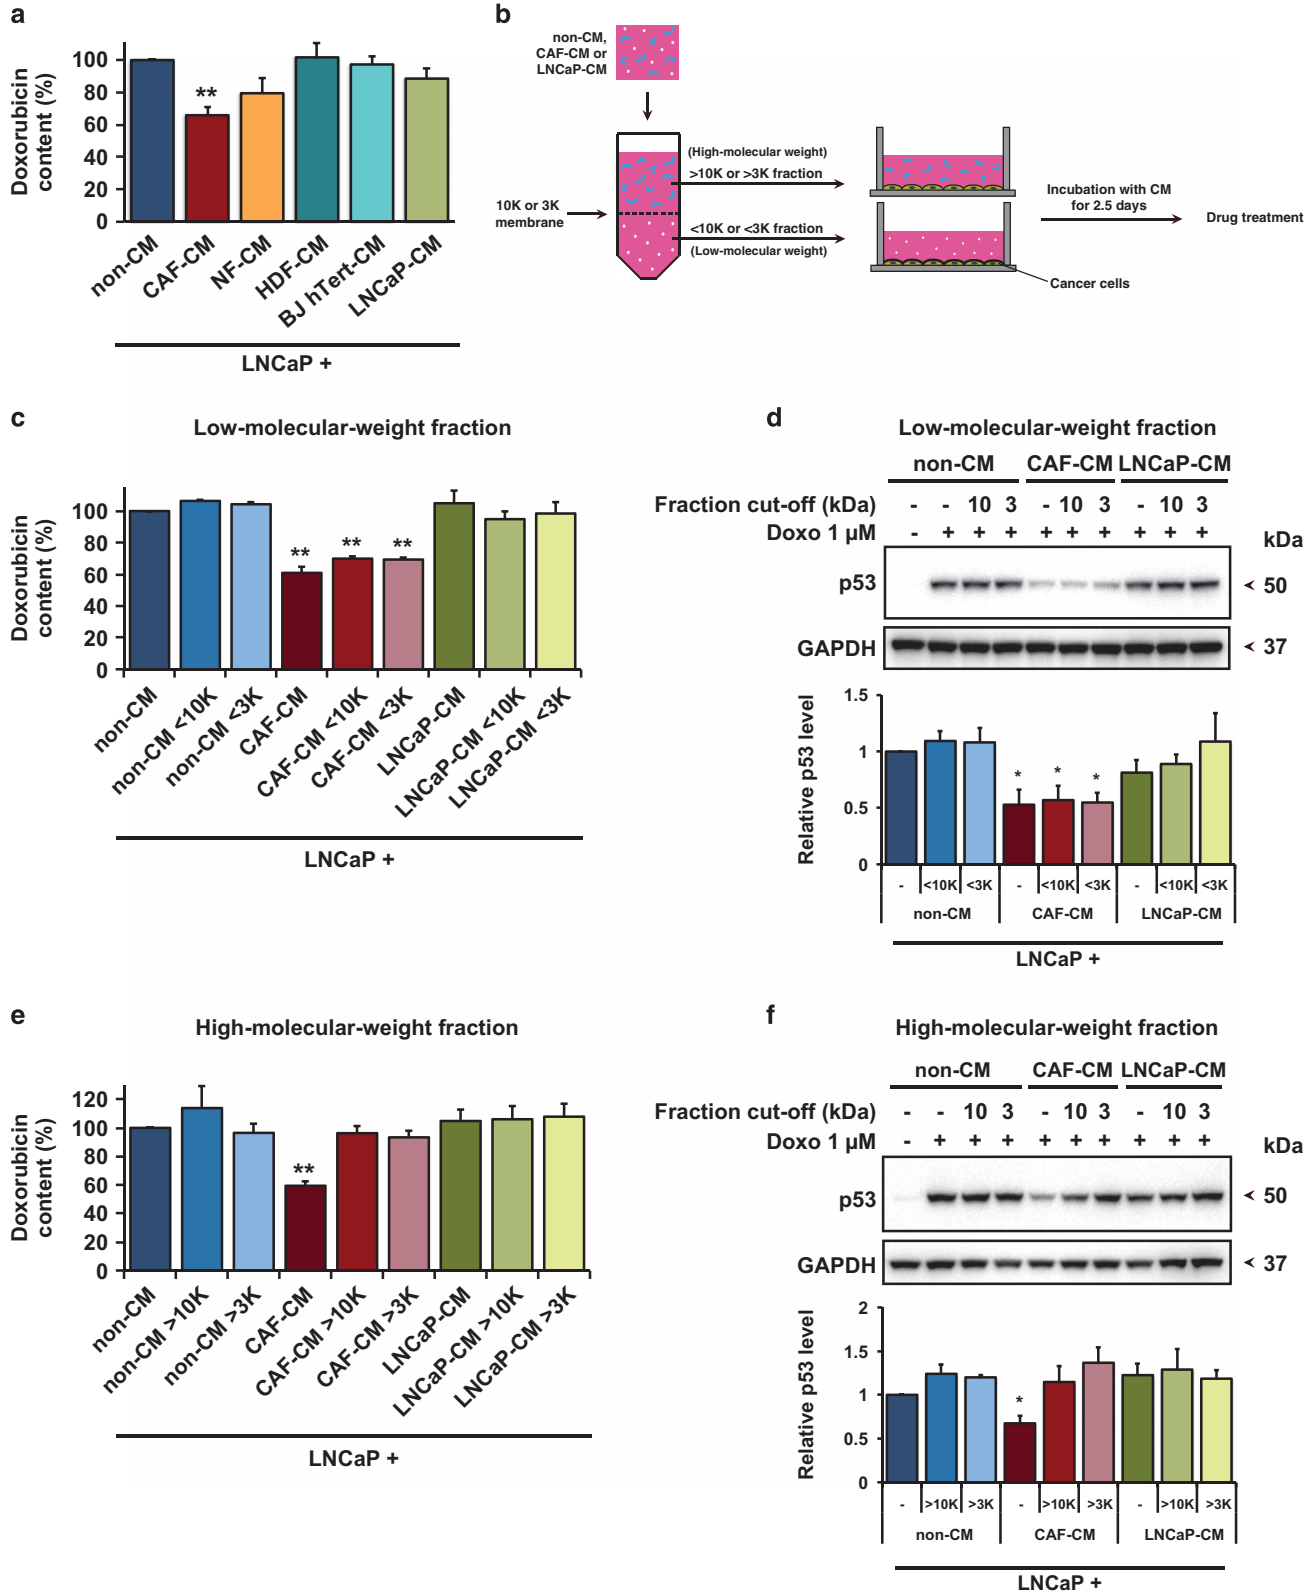 a
Doxorubicin
content (%)
100
80
60
40
20
0
**
non-CM
CAF-CM
NF-CM
HDF-CM
BJ hTert-CM
LNCaP-CM
LNCaP +
b
non-CM,
CAF-CM or
LNCaP-CM
10K or 3K
membrane
(High-molecular weight)
>10K or >3K fraction
<10K or <3K fraction
(Low-molecular weight)
Incubation with CM
for 2.5 days
Drug treatment
Cancer cells
c
Low-molecular-weight fraction
Doxorubicin
content (%)
100
80
60
40
20
0
** ** **
non-CM
non-CM <10K
non-CM <3K
CAF-CM
CAF-CM <10K
CAF-CM <3K
LNCaP-CM
LNCaP-CM <10K
LNCaP-CM <3K
LNCaP +
d
Low-molecular-weight fraction
non-CM CAF-CM LNCaP-CM
Fraction cut-off (kDa) - - 10 3 - 10 3 - 10 3
Doxo 1 µM - + + + + + + + + +
kDa
p53 50
GAPDH 37
Relative p53 level
1.5
1
0.5
0
* * *
- <10K <3K - <10K <3K - <10K <3K
non-CM CAF-CM LNCaP-CM
LNCaP +
e
High-molecular-weight fraction
Doxorubicin
content (%)
120
100
80
60
40
20
0
**
non-CM
non-CM >10K
non-CM >3K
CAF-CM
CAF-CM >10K
CAF-CM >3K
LNCaP-CM
LNCaP-CM >10K
LNCaP-CM >3K
LNCaP +
f
High-molecular-weight fraction
non-CM CAF-CM LNCaP-CM
Fraction cut-off (kDa) - - 10 3 - 10 3 - 10 3
Doxo 1 µM - + + + + + + + + +
kDa
p53 50
GAPDH 37
Relative p53 level
2
1.5
1
0.5
0
*
- >10K >3K - >10K >3K - >10K >3K
non-CM CAF-CM LNCaP-CM
LNCaP +